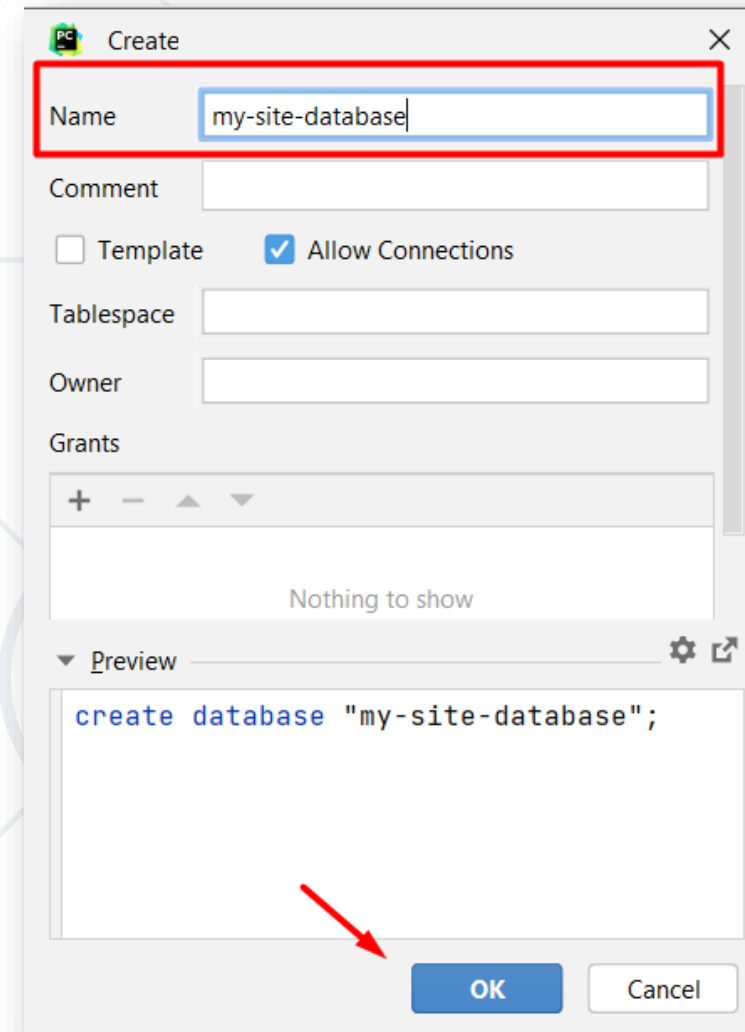 PC
Create
Name my-site-database
Comment
Template Allow Connections
Tablespace
Owner
Grants
Nothing to show
Preview
create database "my-site-database";
OK Cancel